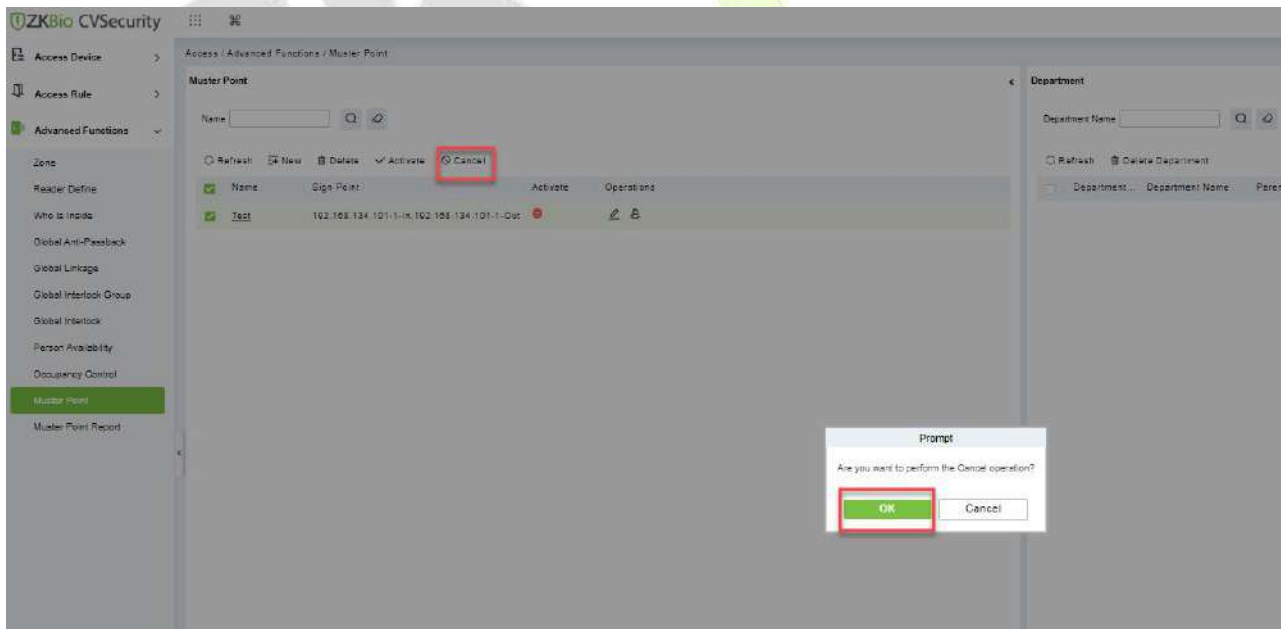 ZKBio CVSecurity
Access Device
Access Rule
Advanced Functions
Zone
Reader Define
Who Is Inside
Global Anti-Passback
Global Linkage
Global Interlock Group
Global Interlock
Person Availability
Occupancy Control
Muster Point
Muster Point Report
Access / Advanced Functions / Muster Point
Muster Point
Name
Refresh New Delete Activate Cancel
Name Sign Point Activate Operations
Test 192.168.134.101-1-In,192.168.134.101-1-Out
Department
Department Name
Refresh Delete Department
Department... Department Name Paren
Prompt
Are you want to perform the Cancel operation?
OK Cancel